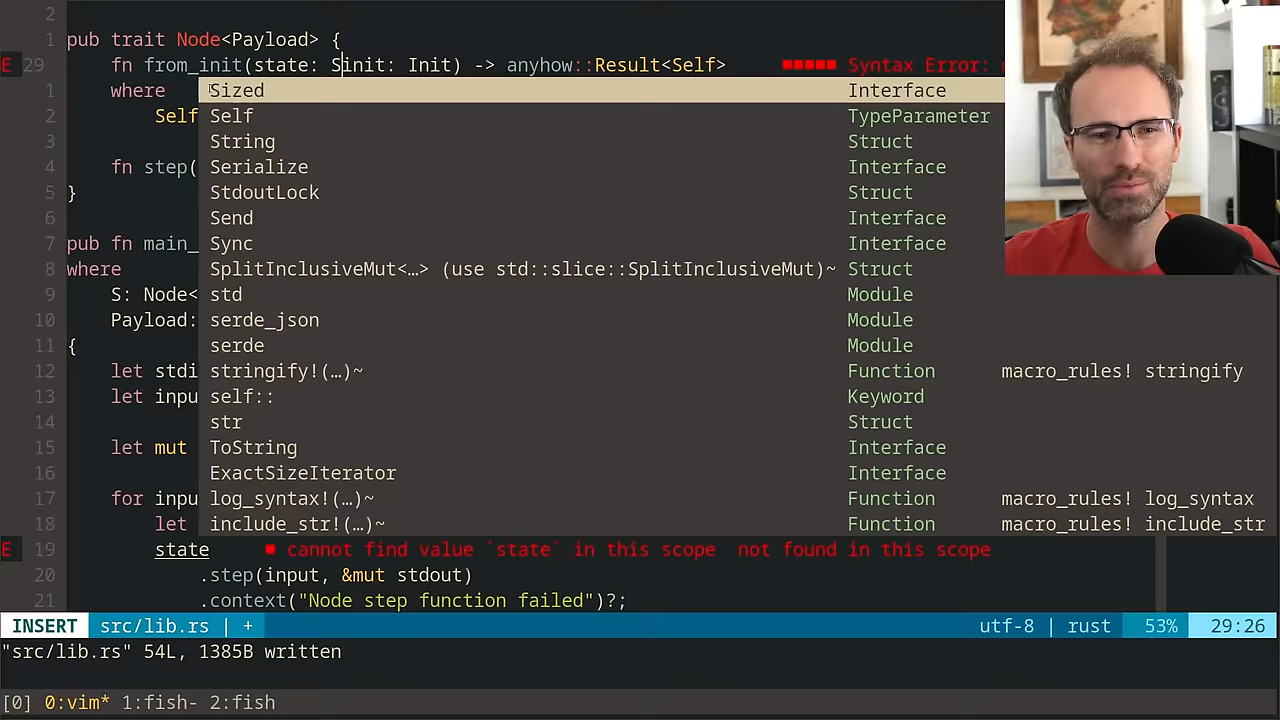 2
1 pub trait Node<Payload> {
E 29 fn from_init(state: Sinit: Init) -> anyhow::Result<Self> ■■■■■ Syntax Error:
1 where Sized Interface
2 Self Self TypeParameter
3 String Struct
4 fn step( Serialize Interface
5 } StdoutLock Struct
6 Send Interface
7 pub fn main_ Sync Interface
8 where SplitInclusiveMut<…> (use std::slice::SplitInclusiveMut)~ Struct
9 S: Node< std Module
10 Payload: serde_json Module
11 { serde Module
12 let stdi stringify!(…)~ Function macro_rules! stringify
13 let inpu self:: Keyword
14 str Struct
15 let mut ToString Interface
16 ExactSizeIterator Interface
17 for inpu log_syntax!(…)~ Function macro_rules! log_syntax
18 let include_str!(…)~ Function macro_rules! include_str
E 19 state ■ cannot find value `state` in this scope  not found in this scope
20 .step(input, &mut stdout)
21 .context("Node step function failed")?;
INSERT src/lib.rs | + utf-8 | rust 53% 29:26
"src/lib.rs" 54L, 1385B written
[0] 0:vim* 1:fish- 2:fish